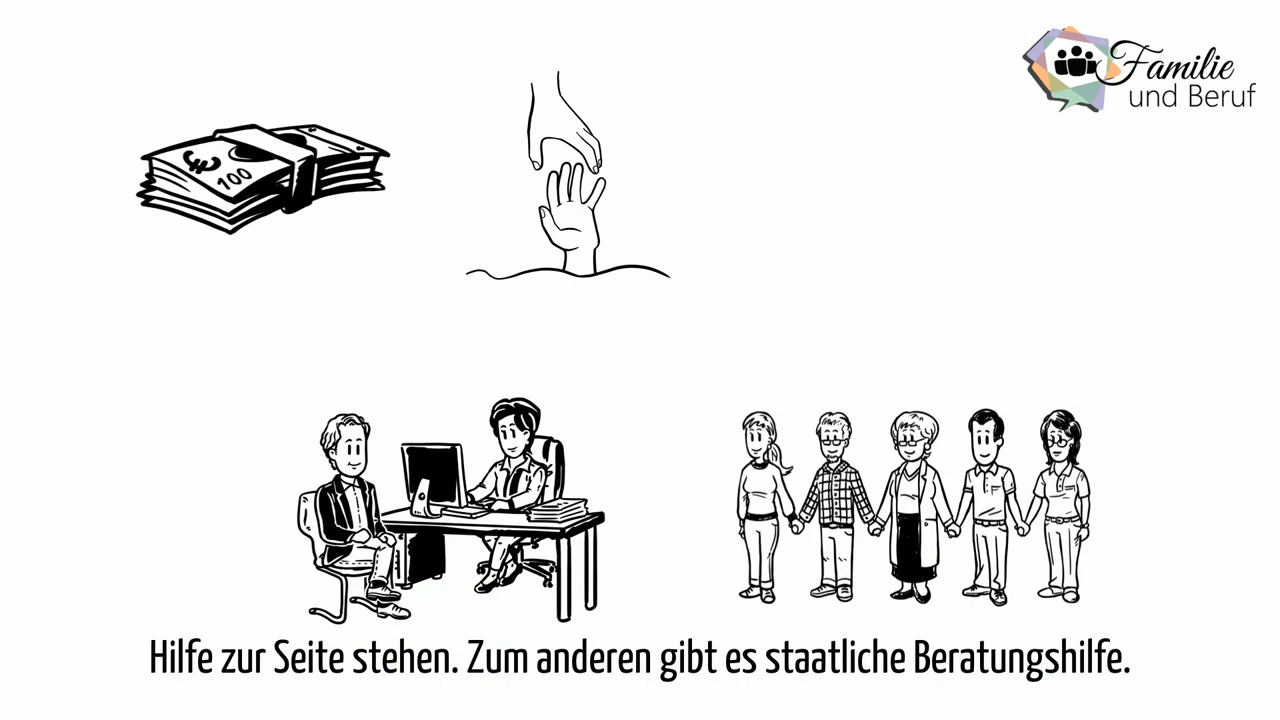 Familie
und Beruf
€
100
Hilfe zur Seite stehen. Zum anderen gibt es staatliche Beratungshilfe.